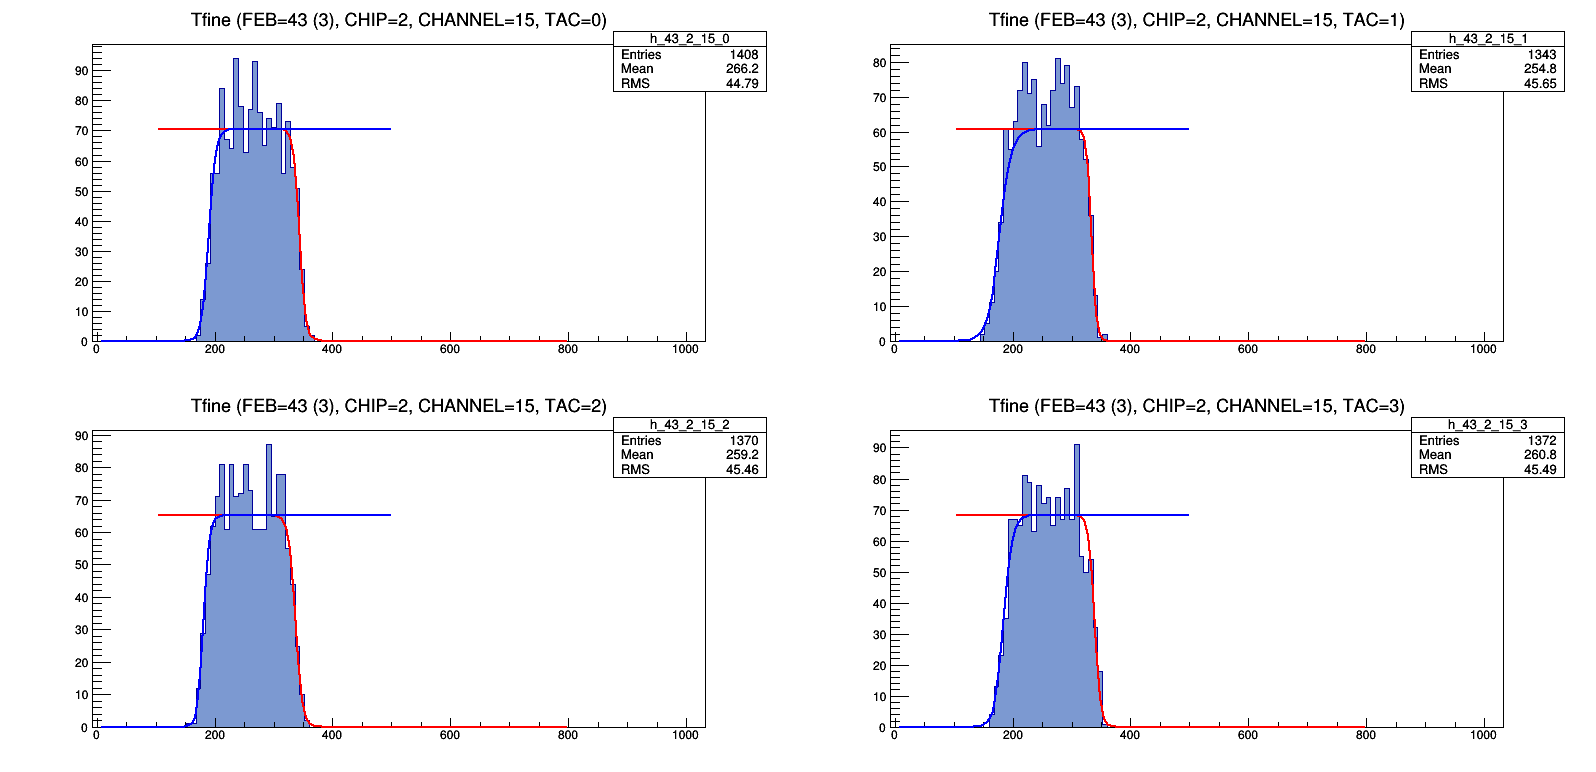 Tfine (FEB=43 (3), CHIP=2, CHANNEL=15, TAC=0)
h_43_2_15_0
Entries 1408
Mean 266.2
RMS 44.79
90
80
70
60
50
40
30
20
10
0
0 200 400 600 800 1000
Tfine (FEB=43 (3), CHIP=2, CHANNEL=15, TAC=1)
h_43_2_15_1
Entries 1343
Mean 254.8
RMS 45.65
80
70
60
50
40
30
20
10
0
0 200 400 600 800 1000
Tfine (FEB=43 (3), CHIP=2, CHANNEL=15, TAC=2)
h_43_2_15_2
Entries 1370
Mean 259.2
RMS 45.46
90
80
70
60
50
40
30
20
10
0
0 200 400 600 800 1000
Tfine (FEB=43 (3), CHIP=2, CHANNEL=15, TAC=3)
h_43_2_15_3
Entries 1372
Mean 260.8
RMS 45.49
90
80
70
60
50
40
30
20
10
0
0 200 400 600 800 1000